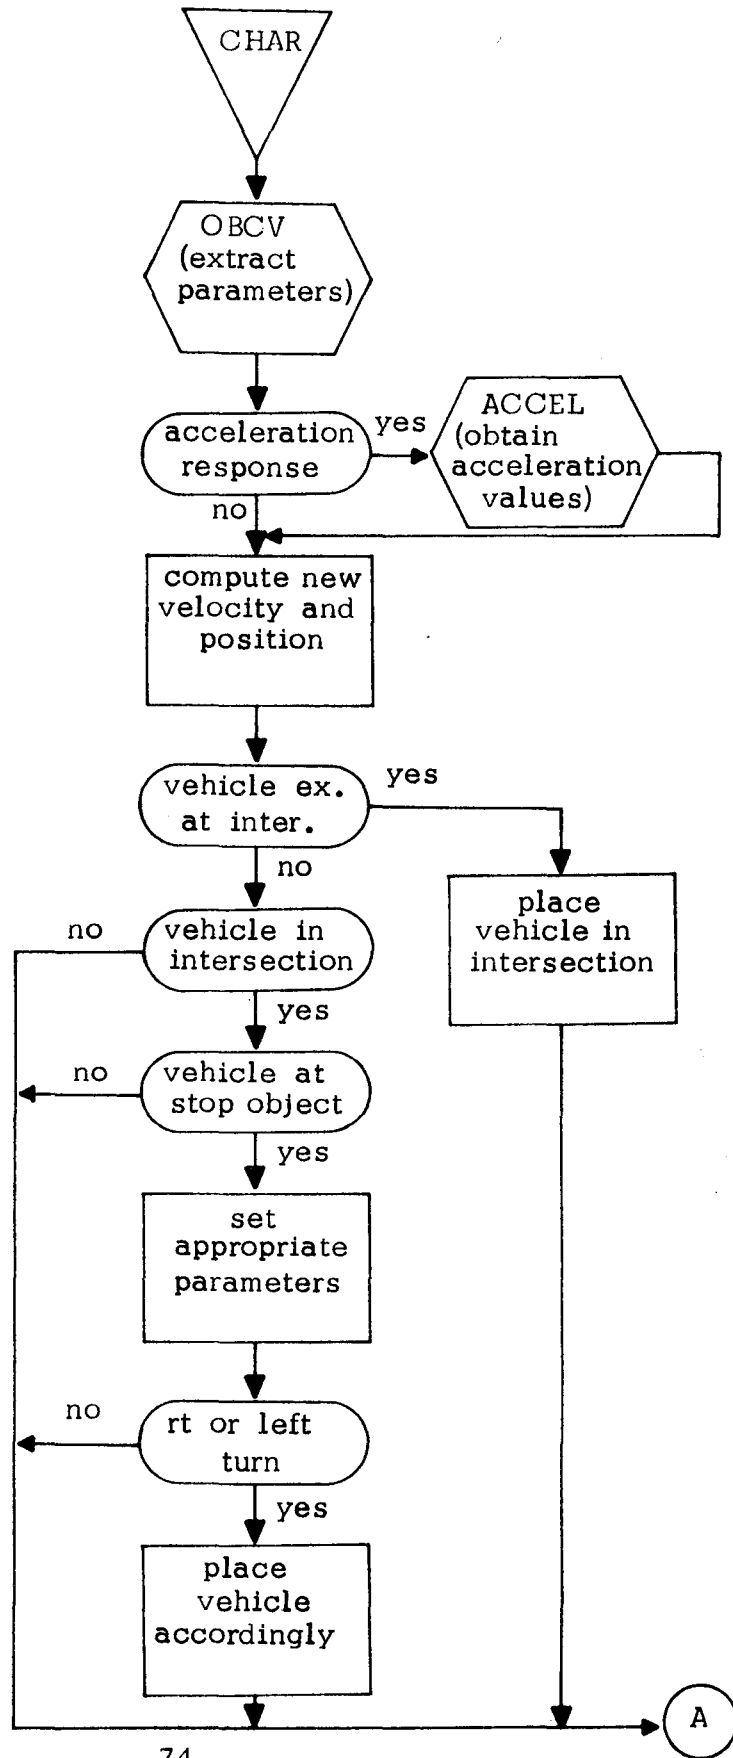 CHAR
OBCV
(extract
parameters)
acceleration
response
yes
ACCEL
(obtain
acceleration
values)
no
compute new
velocity and
position
vehicle ex.
at inter.
yes
no
place
vehicle in
intersection
vehicle in
intersection
no
yes
vehicle at
stop object
no
yes
set
appropriate
parameters
rt or left
turn
no
yes
place
vehicle
accordingly
A
74